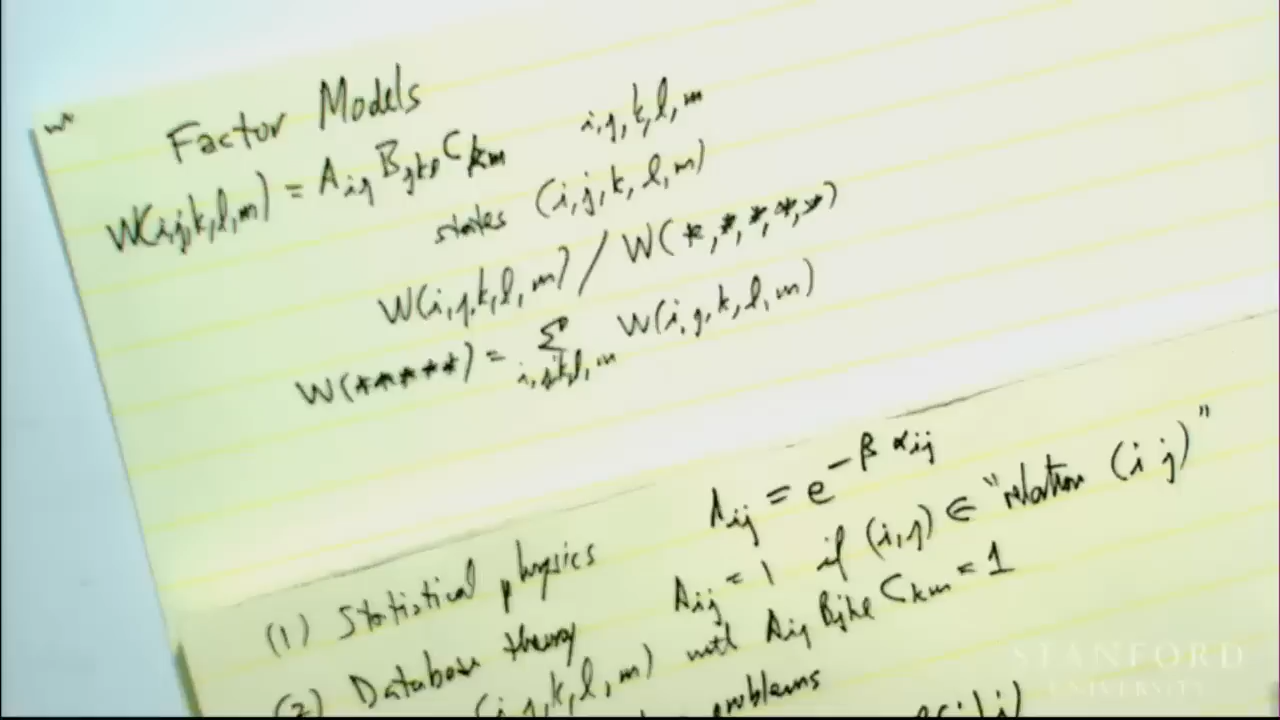 Factor Models
W(i,j,k,l,m) = A_ij B_jkl C_km   i,j,k,l,m
states (i,j,k,l,m)
W(i,j,k,l,m) / W(*,*,*,*,*)
W(*****) = Σ_i,j,k,l,m W(i,j,k,l,m)
(1) Statistical physics   A_ij = e^{-β α_ij}
(2) Database theory   A_ij = 1 if (i,j) ∈ "relation (i j)"
(i,j,k,l,m) with A_ij B_jkl C_km = 1
problems
STANFORD
UNIVERSITY